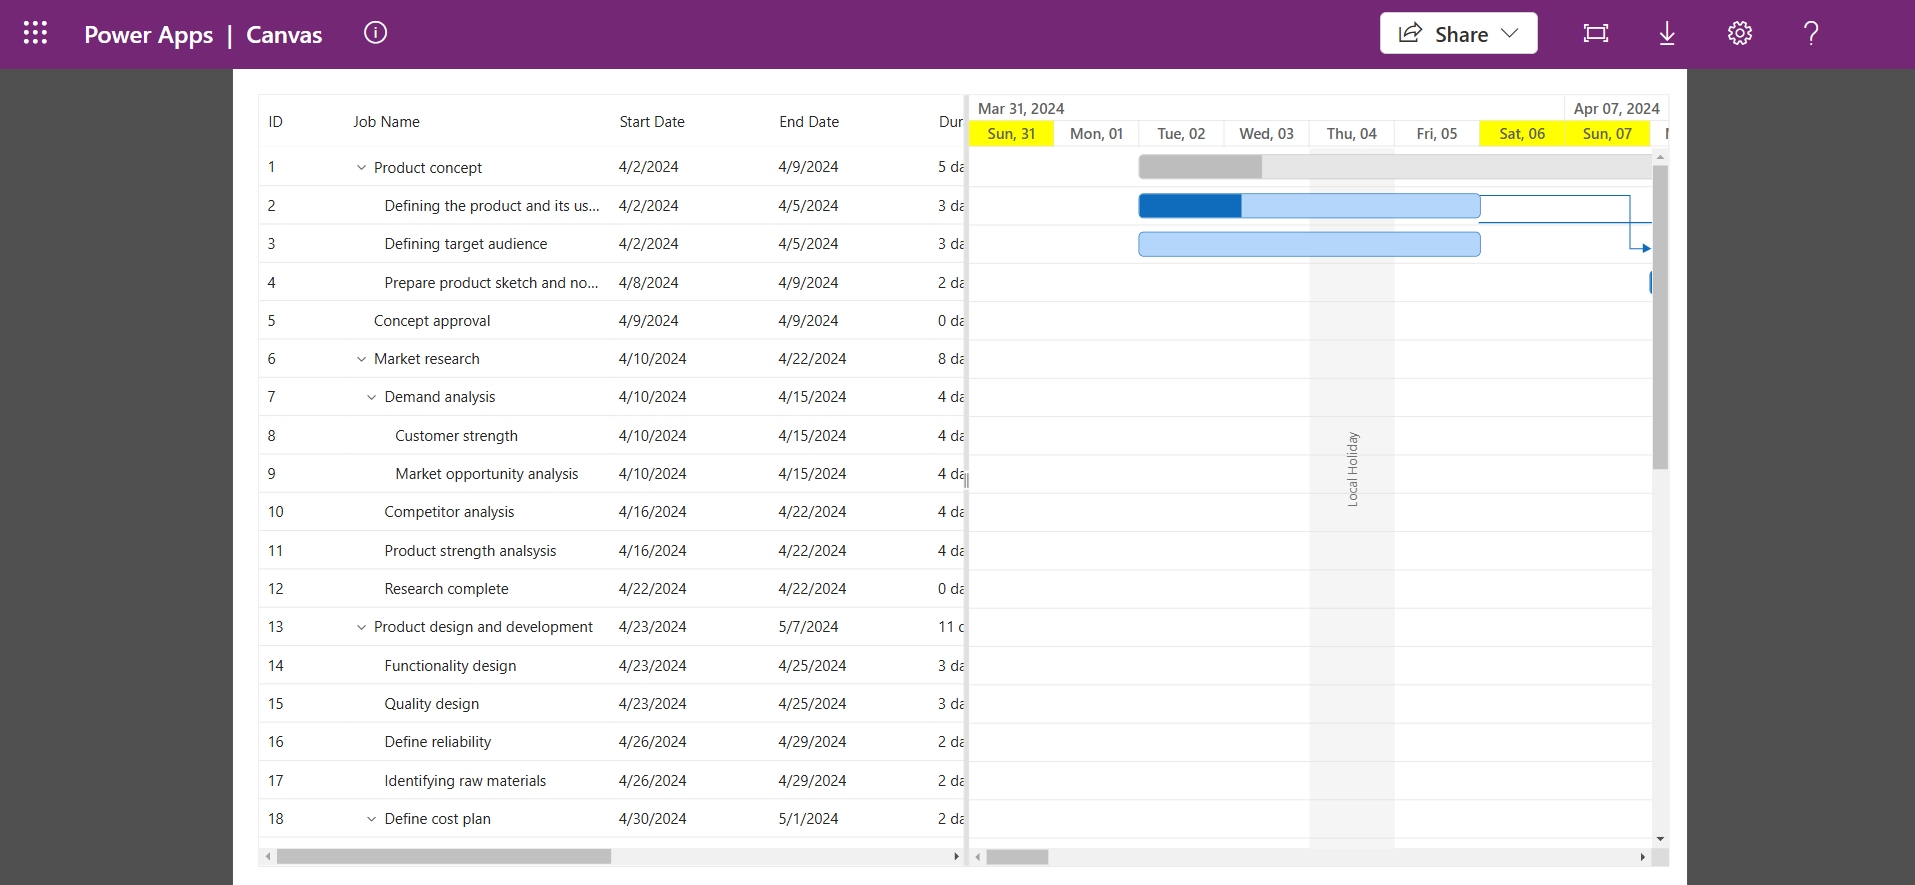 Power Apps | Canvas
Share
ID Job Name Start Date End Date Dur
Mar 31, 2024 Apr 07, 2024
Sun, 31 Mon, 01 Tue, 02 Wed, 03 Thu, 04 Fri, 05 Sat, 06 Sun, 07
1 Product concept 4/2/2024 4/9/2024 5 da
2 Defining the product and its us... 4/2/2024 4/5/2024 3 da
3 Defining target audience 4/2/2024 4/5/2024 3 da
4 Prepare product sketch and no... 4/8/2024 4/9/2024 2 da
5 Concept approval 4/9/2024 4/9/2024 0 da
6 Market research 4/10/2024 4/22/2024 8 da
7 Demand analysis 4/10/2024 4/15/2024 4 da
8 Customer strength 4/10/2024 4/15/2024 4 da
9 Market opportunity analysis 4/10/2024 4/15/2024 4 da
10 Competitor analysis 4/16/2024 4/22/2024 4 da
11 Product strength analsysis 4/16/2024 4/22/2024 4 da
12 Research complete 4/22/2024 4/22/2024 0 da
13 Product design and development 4/23/2024 5/7/2024 11 d
14 Functionality design 4/23/2024 4/25/2024 3 da
15 Quality design 4/23/2024 4/25/2024 3 da
16 Define reliability 4/26/2024 4/29/2024 2 da
17 Identifying raw materials 4/26/2024 4/29/2024 2 da
18 Define cost plan 4/30/2024 5/1/2024 2 da
Local Holiday